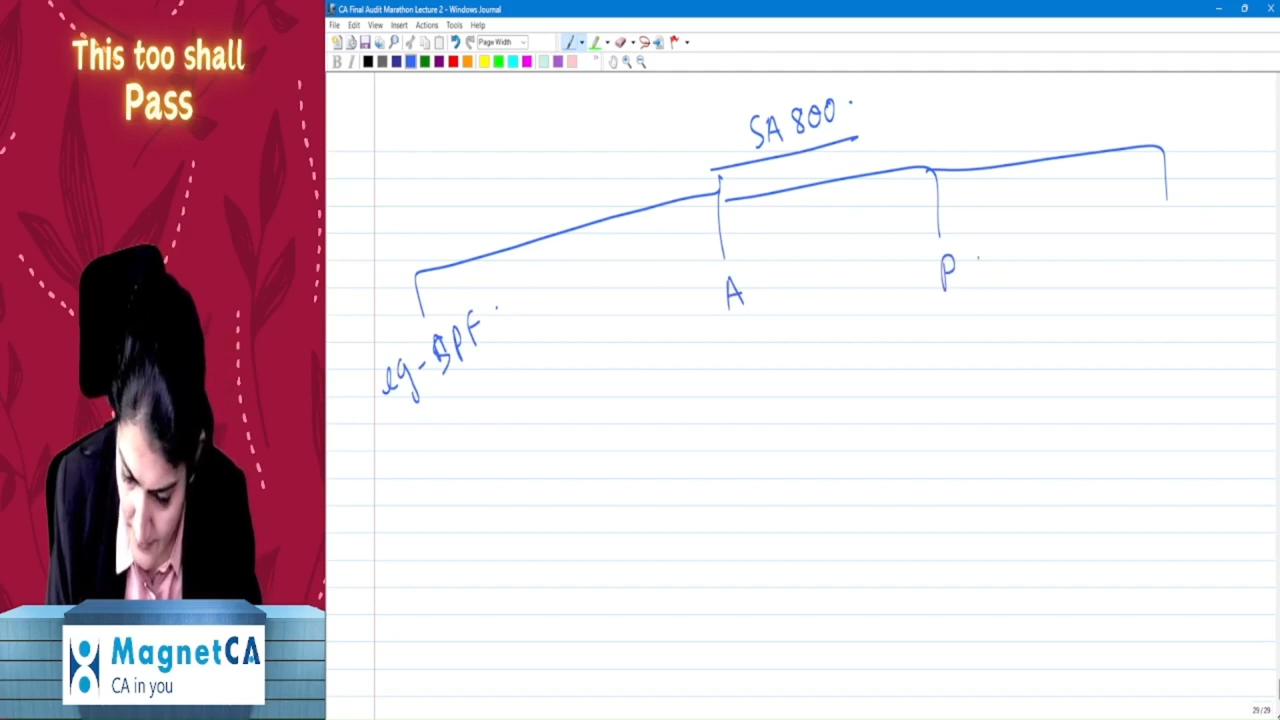 This too shall
Pass
CA Final Audit Marathon Lecture 2 - Windows Journal
File Edit View Insert Actions Tools Help
Page Width
B I
SA 800.
A
P
eg - SPF
MagnetCA
CA in you
29/29